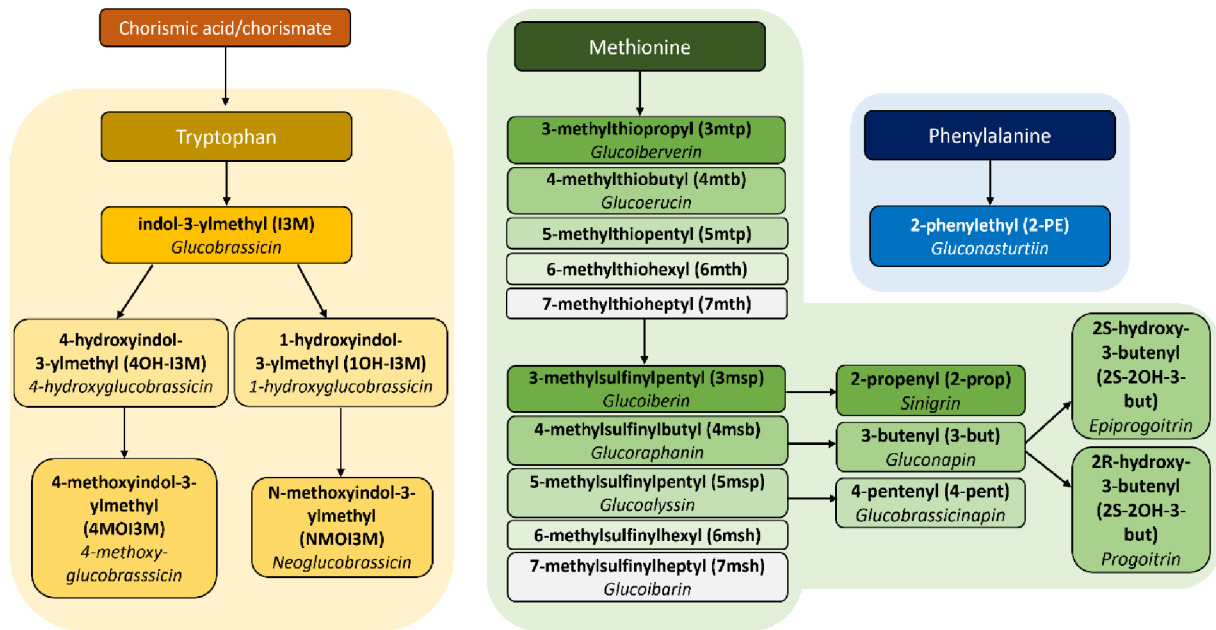 Chorismic acid/chorismate
Tryptophan
indol-3-ylmethyl (I3M)
Glucobrassicin
4-hydroxyindol-
3-ylmethyl (4OH-I3M)
4-hydroxyglucobrassicin
1-hydroxyindol-
3-ylmethyl (1OH-I3M)
1-hydroxyglucobrassicin
4-methoxyindol-3-
ylmethyl
(4MOI3M)
4-methoxy-
glucobrasssicin
N-methoxyindol-3-
ylmethyl
(NMOI3M)
Neoglucobrassicin
Methionine
3-methylthiopropyl (3mtp)
Glucoiberverin
4-methylthiobutyl (4mtb)
Glucoerucin
5-methylthiopentyl (5mtp)
6-methylthiohexyl (6mth)
7-methylthioheptyl (7mth)
3-methylsulfinylpentyl (3msp)
Glucoiberin
4-methylsulfinylbutyl (4msb)
Glucoraphanin
5-methylsulfinylpentyl (5msp)
Glucoalyssin
6-methylsulfinylhexyl (6msh)
7-methylsulfinylheptyl (7msh)
Glucoibarin
2-propenyl (2-prop)
Sinigrin
3-butenyl (3-but)
Gluconapin
4-pentenyl (4-pent)
Glucobrassicinapin
2S-hydroxy-
3-butenyl
(2S-2OH-3-
but)
Epiprogoitrin
2R-hydroxy-
3-butenyl
(2S-2OH-3-
but)
Progoitrin
Phenylalanine
2-phenylethyl (2-PE)
Gluconasturtiin